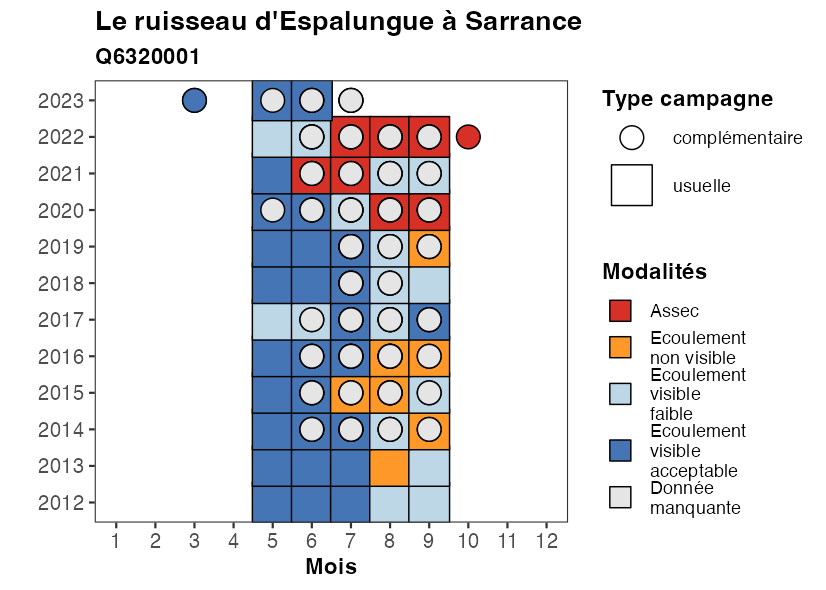 Le ruisseau d'Espalungue à Sarrance
Q6320001
2023
2022
2021
2020
2019
2018
2017
2016
2015
2014
2013
2012
1 2 3 4 5 6 7 8 9 10 11 12
Mois
Type campagne
complémentaire
usuelle
Modalités
Assec
Ecoulement
non visible
Ecoulement
visible
faible
Ecoulement
visible
acceptable
Donnée
manquante